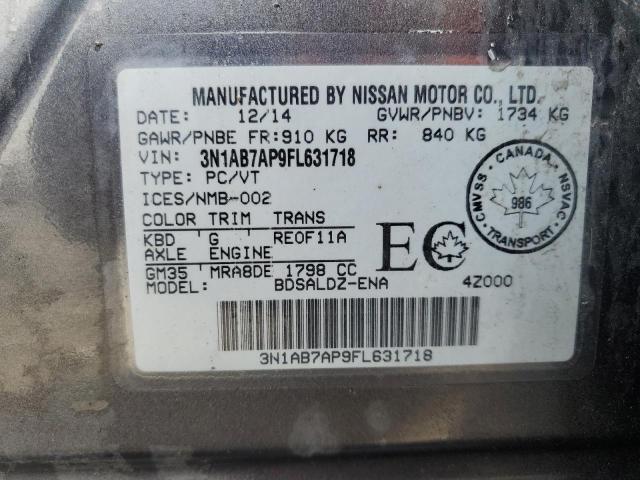 MANUFACTURED BY NISSAN MOTOR CO., LTD.
DATE: 12/14 GVWR/PNBV: 1734 KG
GAWR/PNBE FR: 910 KG RR: 840 KG
VIN: 3N1AB7AP9FL631718
TYPE: PC/VT
ICES/NMB-002
COLOR TRIM TRANS
KBD G RE0F11A
AXLE ENGINE
GM35 MRA8DE 1798 CC
MODEL: BDSALDZ-ENA 4Z000
EC
CANADA
CMVSS NSVAC
986
TRANSPORT
3N1AB7AP9FL631718